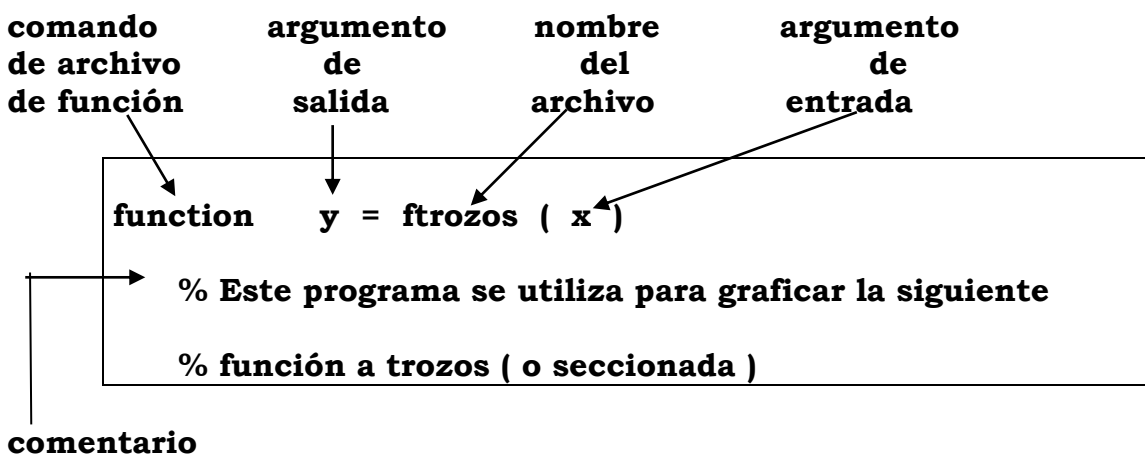 comando argumento nombre argumento
de archivo de del de
de función salida archivo entrada
function y = ftrozos ( x )
% Este programa se utiliza para graficar la siguiente
% función a trozos ( o seccionada )
comentario